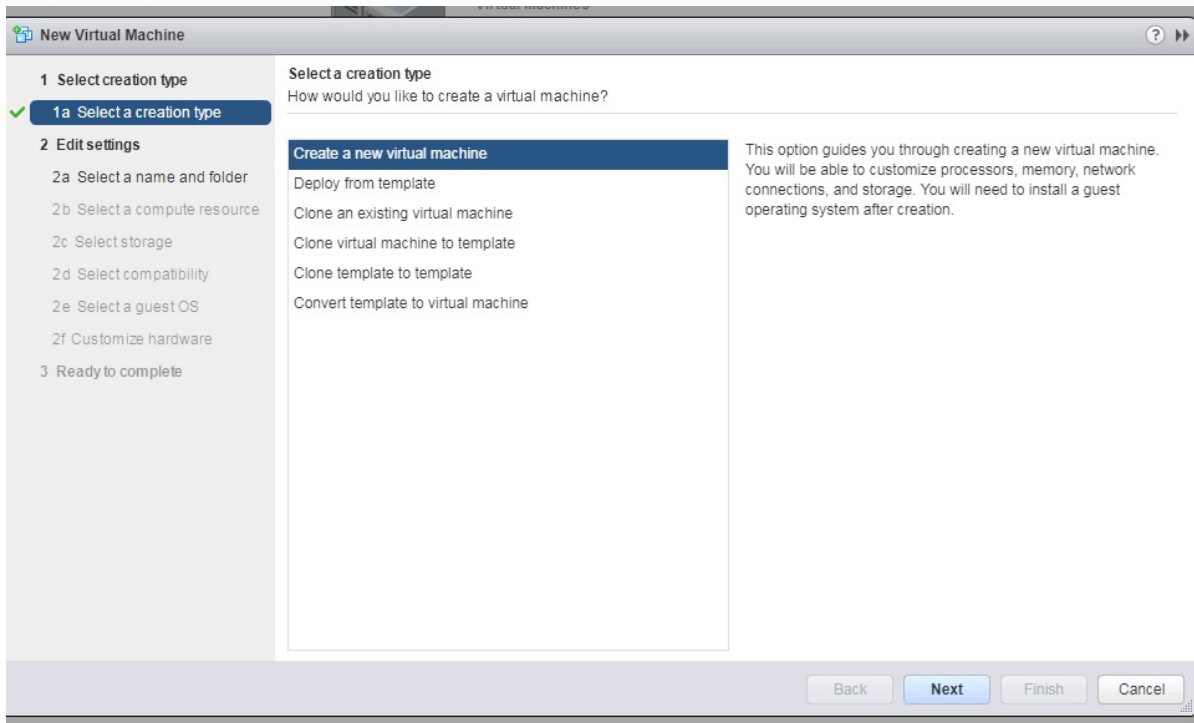 Virtual Machines
New Virtual Machine
?
1 Select creation type
1a Select a creation type
2 Edit settings
2a Select a name and folder
2b Select a compute resource
2c Select storage
2d Select compatibility
2e Select a guest OS
2f Customize hardware
3 Ready to complete
Select a creation type
How would you like to create a virtual machine?
Create a new virtual machine
Deploy from template
Clone an existing virtual machine
Clone virtual machine to template
Clone template to template
Convert template to virtual machine
This option guides you through creating a new virtual machine.
You will be able to customize processors, memory, network
connections, and storage. You will need to install a guest
operating system after creation.
Back Next Finish Cancel